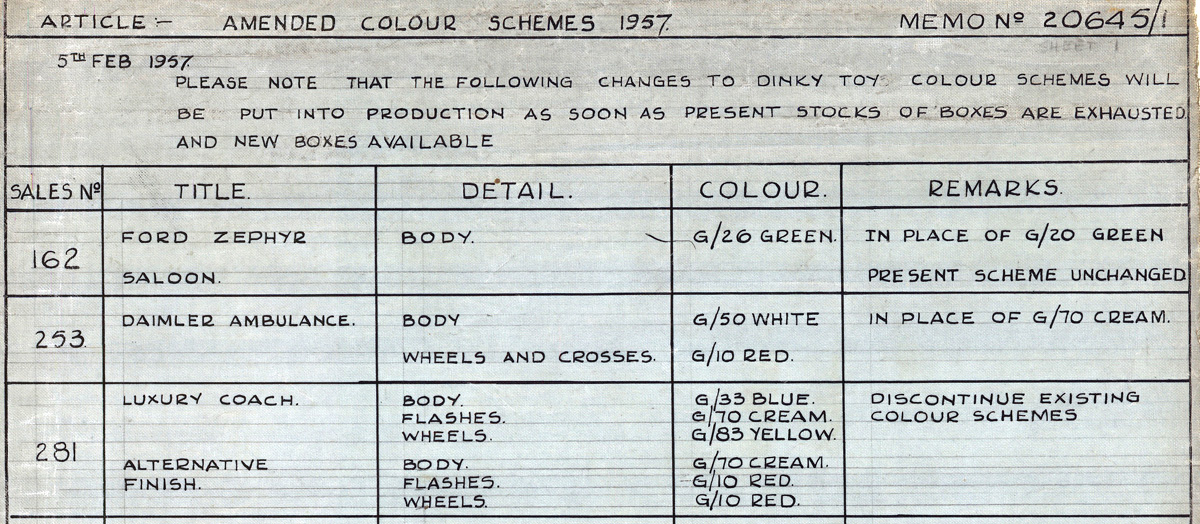 ARTICLE :- AMENDED COLOUR SCHEMES 1957. MEMO Nº 20645/1
5TH FEB 1957.
PLEASE NOTE THAT THE FOLLOWING CHANGES TO DINKY TOYS COLOUR SCHEMES WILL
BE PUT INTO PRODUCTION AS SOON AS PRESENT STOCKS OF BOXES ARE EXHAUSTED
AND NEW BOXES AVAILABLE
SALES Nº TITLE. DETAIL. COLOUR. REMARKS.
162 FORD ZEPHYR BODY. G/26 GREEN. IN PLACE OF G/20 GREEN
SALOON. PRESENT SCHEME UNCHANGED
253. DAIMLER AMBULANCE. BODY G/50 WHITE IN PLACE OF G/70 CREAM.
WHEELS AND CROSSES. G/10 RED.
281 LUXURY COACH. BODY. G/33 BLUE. DISCONTINUE EXISTING
FLASHES. G/70 CREAM. COLOUR SCHEMES
WHEELS. G/83 YELLOW.
ALTERNATIVE BODY. G/70 CREAM.
FINISH. FLASHES. G/10 RED.
WHEELS. G/10 RED.